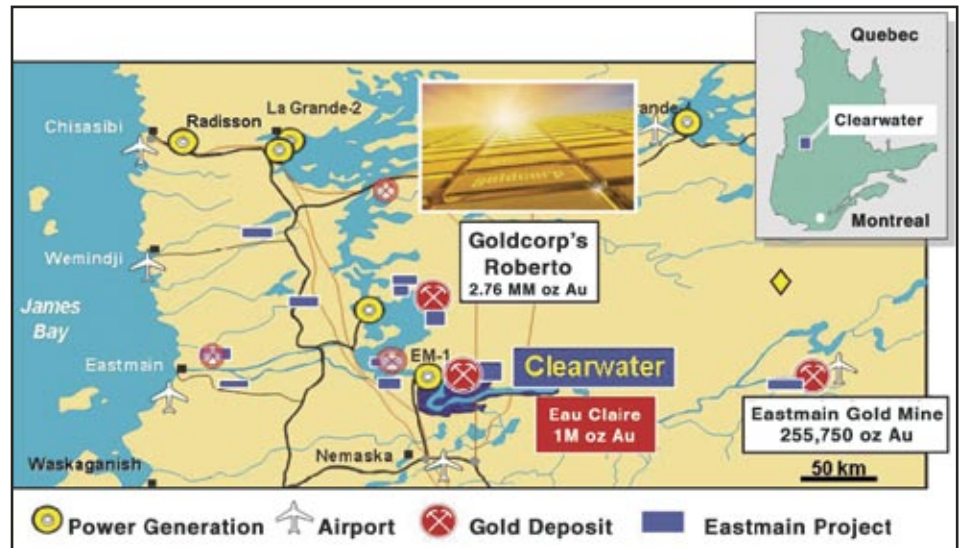 Quebec
Clearwater
Montreal
La Grande-2
Radisson
Chisasibi
goldcorp
Goldcorp's
Roberto
2.76 MM oz Au
Wemindji
James
Bay
Eastmain
EM-1
Clearwater
Eau Claire
1M oz Au
Eastmain Gold Mine
255,750 oz Au
Nemaska
Waskaganish
50 km
Power Generation
Airport
Gold Deposit
Eastmain Project